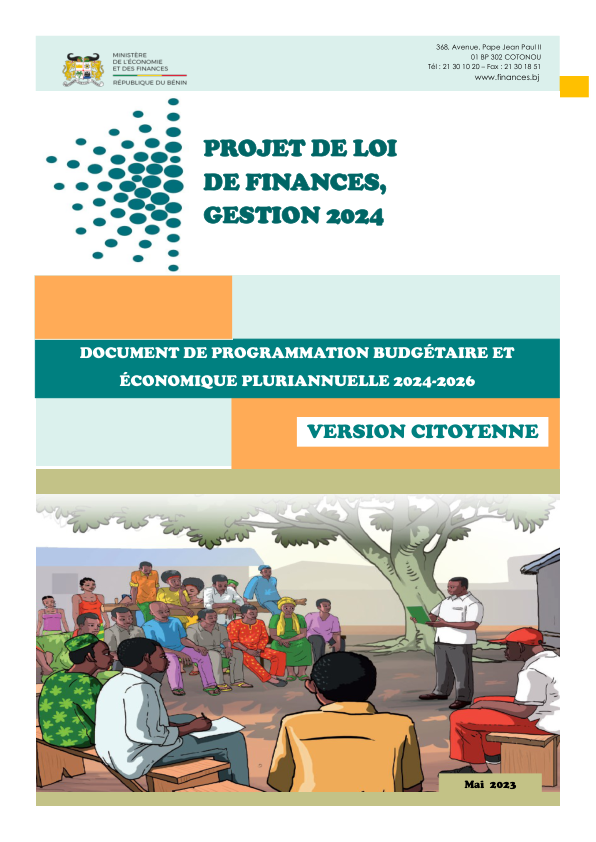 MINISTÈRE
DE L'ÉCONOMIE
ET DES FINANCES
RÉPUBLIQUE DU BÉNIN
368, Avenue, Pape Jean Paul II
01 BP 302 COTONOU
Tél : 21 30 10 20 – Fax : 21 30 18 51
www.finances.bj
PROJET DE LOI
DE FINANCES,
GESTION 2024
DOCUMENT DE PROGRAMMATION BUDGÉTAIRE ET
ÉCONOMIQUE PLURIANNUELLE 2024-2026
VERSION CITOYENNE
Mai 2023